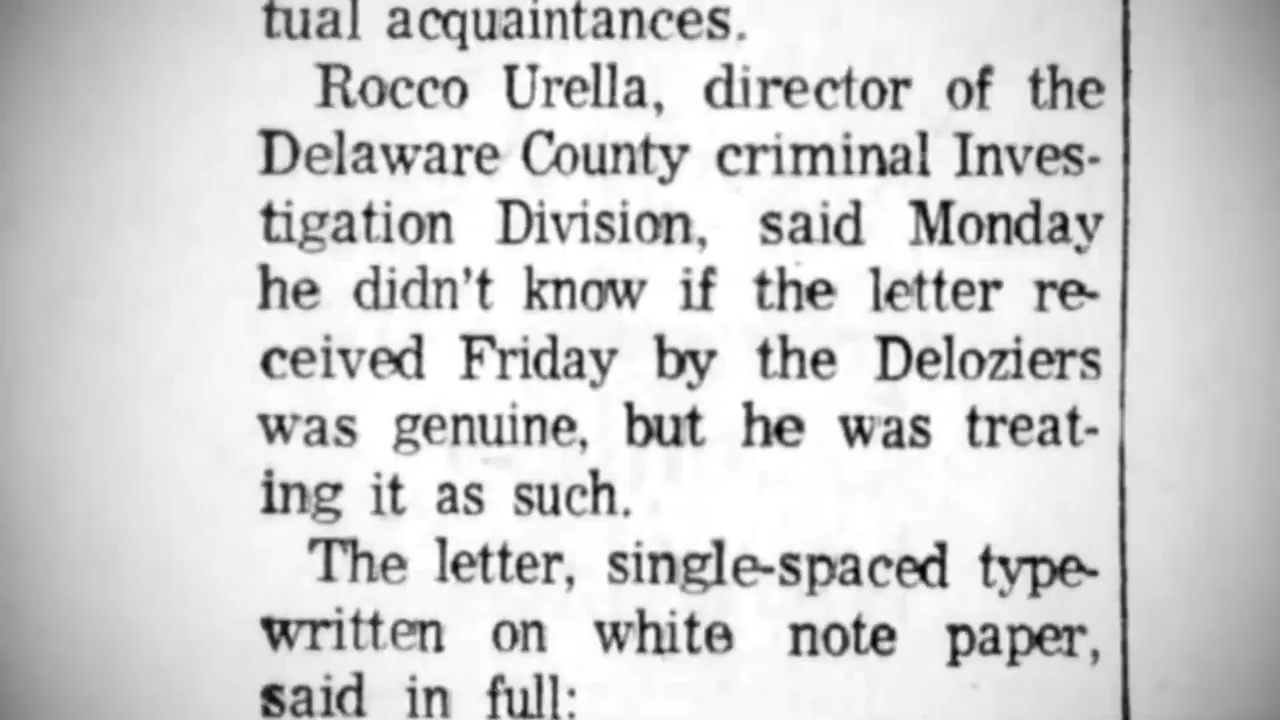 tual acquaintances.
Rocco Urella, director of the
Delaware County criminal Inves-
tigation Division, said Monday
he didn't know if the letter re-
ceived Friday by the Deloziers
was genuine, but he was treat-
ing it as such.
The letter, single-spaced type-
written on white note paper,
said in full: